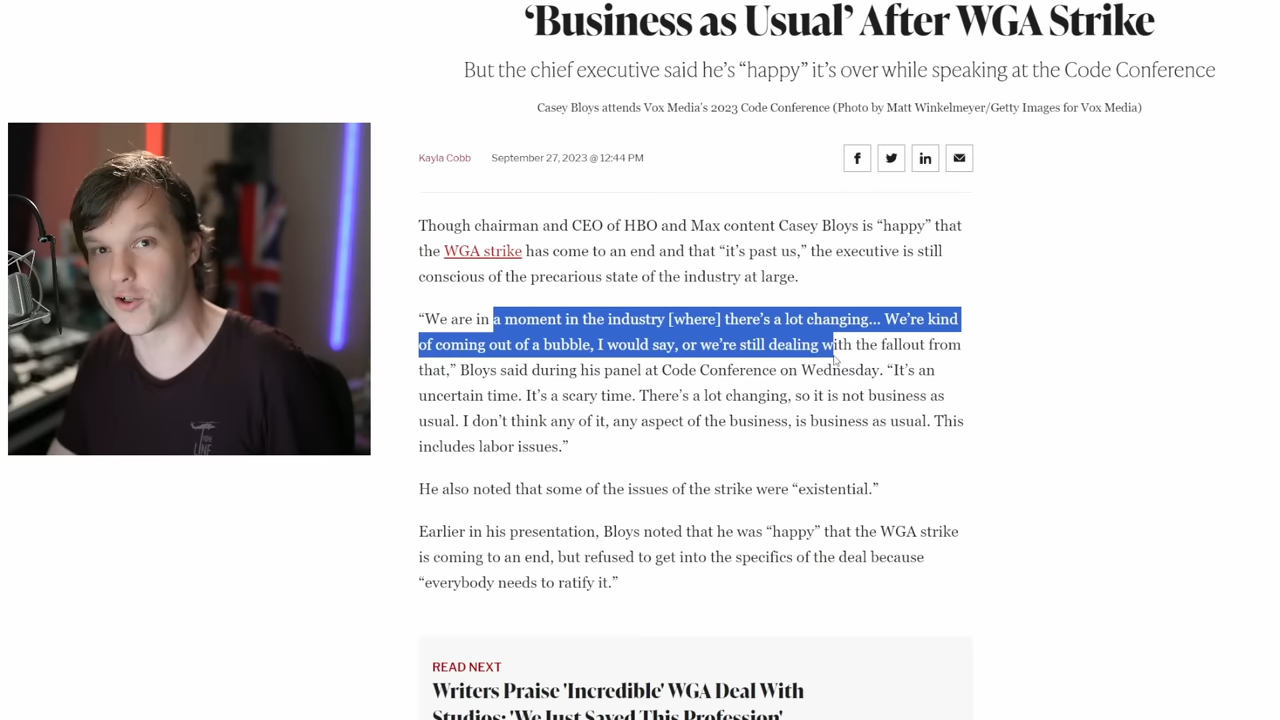 ‘Business as Usual’ After WGA Strike
But the chief executive said he’s “happy” it’s over while speaking at the Code Conference
Casey Bloys attends Vox Media's 2023 Code Conference (Photo by Matt Winkelmeyer/Getty Images for Vox Media)
Kayla Cobb September 27, 2023 @ 12:44 PM
Though chairman and CEO of HBO and Max content Casey Bloys is “happy” that
the WGA strike has come to an end and that “it’s past us,” the executive is still
conscious of the precarious state of the industry at large.
“We are in a moment in the industry [where] there’s a lot changing… We’re kind
of coming out of a bubble, I would say, or we’re still dealing with the fallout from
that,” Bloys said during his panel at Code Conference on Wednesday. “It’s an
uncertain time. It’s a scary time. There’s a lot changing, so it is not business as
usual. I don’t think any of it, any aspect of the business, is business as usual. This
includes labor issues.”
He also noted that some of the issues of the strike were “existential.”
Earlier in his presentation, Bloys noted that he was “happy” that the WGA strike
is coming to an end, but refused to get into the specifics of the deal because
“everybody needs to ratify it.”
READ NEXT
Writers Praise 'Incredible' WGA Deal With
Studios: 'We Just Saved This Profession'
LINE